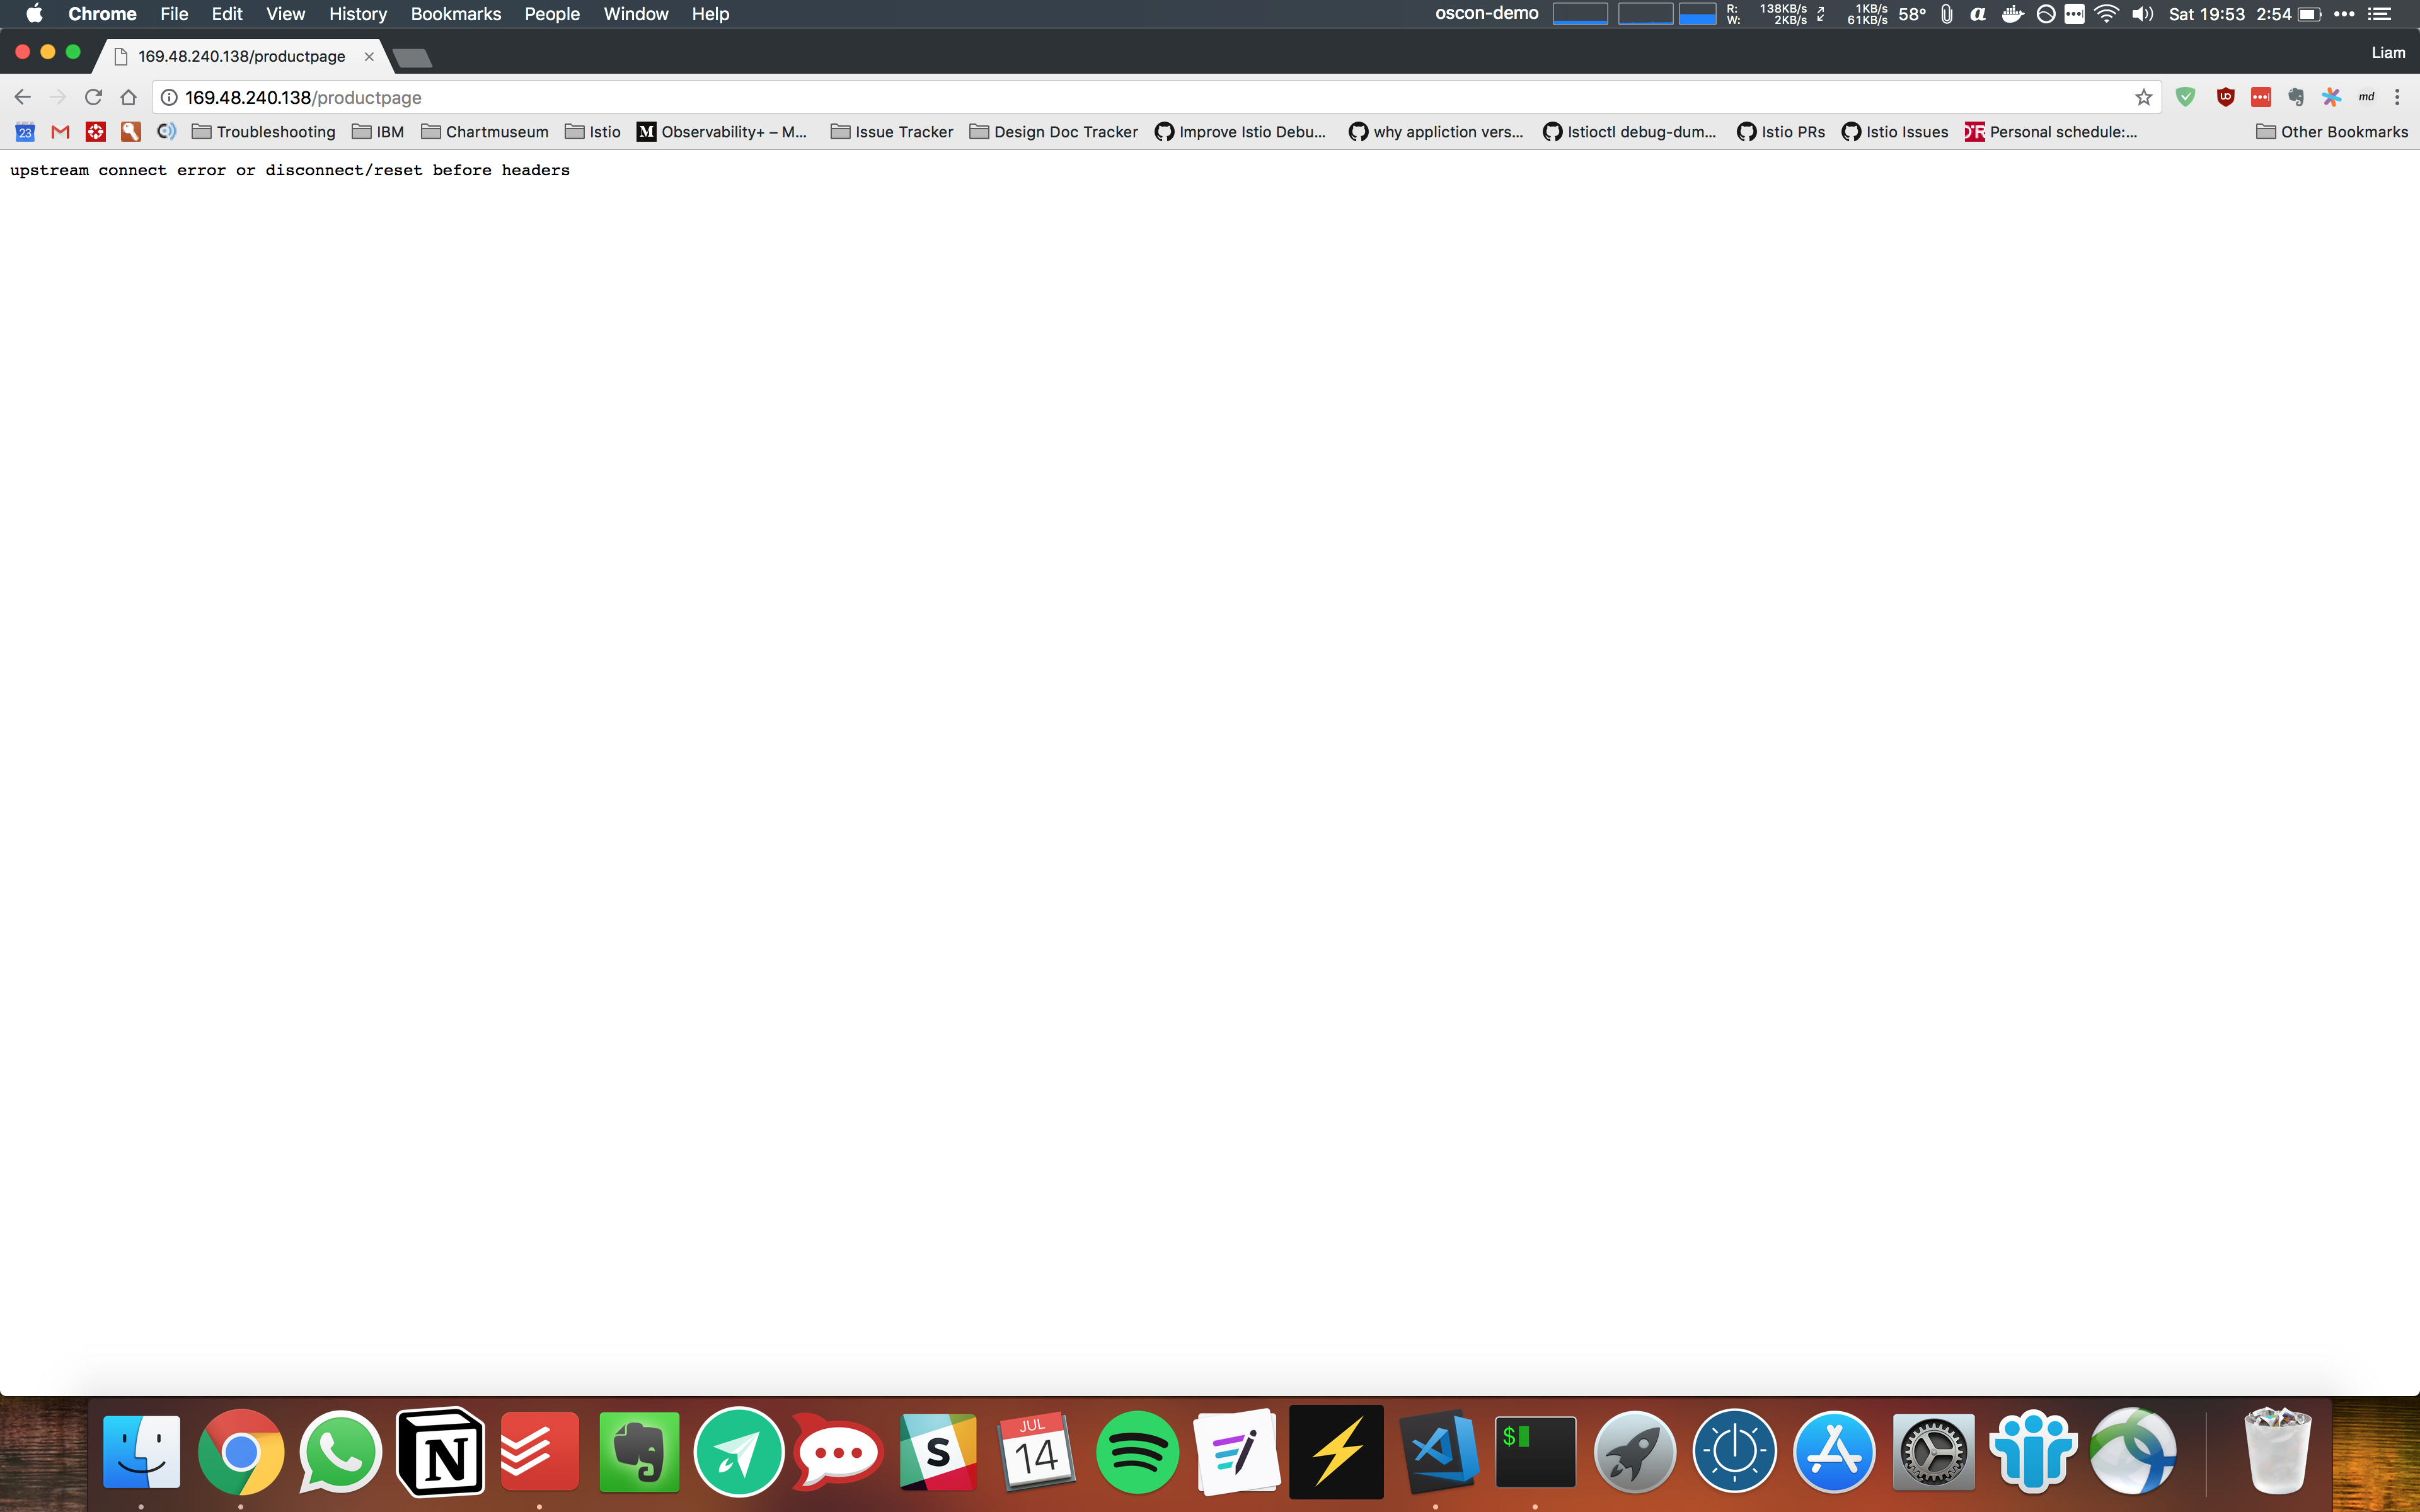 Chrome File Edit View History Bookmarks People Window Help oscon-demo R: 138KB/s 1KB/s 58° a Sat 19:53 2:54
W: 2KB/s 61KB/s
169.48.240.138/productpage Liam
169.48.240.138/productpage md
23 Troubleshooting IBM Chartmuseum Istio M Observability+ – M... Issue Tracker Design Doc Tracker Improve Istio Debu... why appliction vers... Istioctl debug-dum... Istio PRs Istio Issues Personal schedule:... Other Bookmarks
upstream connect error or disconnect/reset before headers
N S JUL $
14